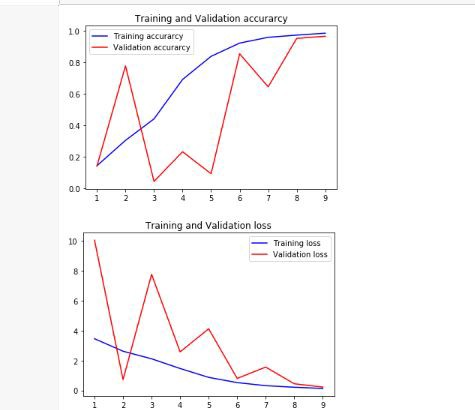 Training and Validation accurarcy
1.0
Training accurarcy
Validation accurarcy
0.8
0.6
0.4
0.2
0.0
1 2 3 4 5 6 7 8 9
Training and Validation loss
10
Training loss
Validation loss
8
6
4
2
0
1 2 3 4 5 6 7 8 9